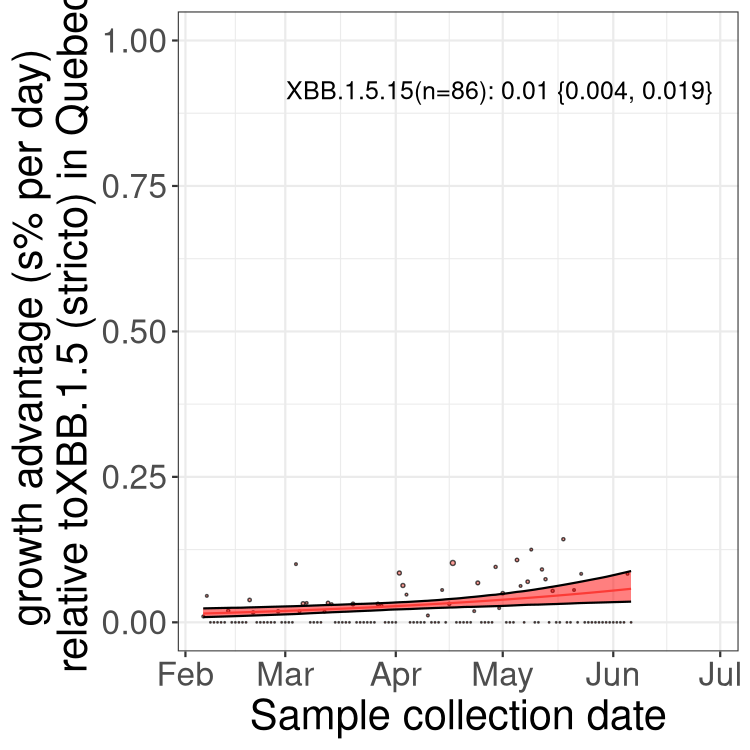 growth advantage (s% per day)
relative toXBB.1.5 (stricto) in Quebec
1.00
0.75
0.50
0.25
0.00
XBB.1.5.15(n=86): 0.01 {0.004, 0.019}
Feb Mar Apr May Jun Jul
Sample collection date